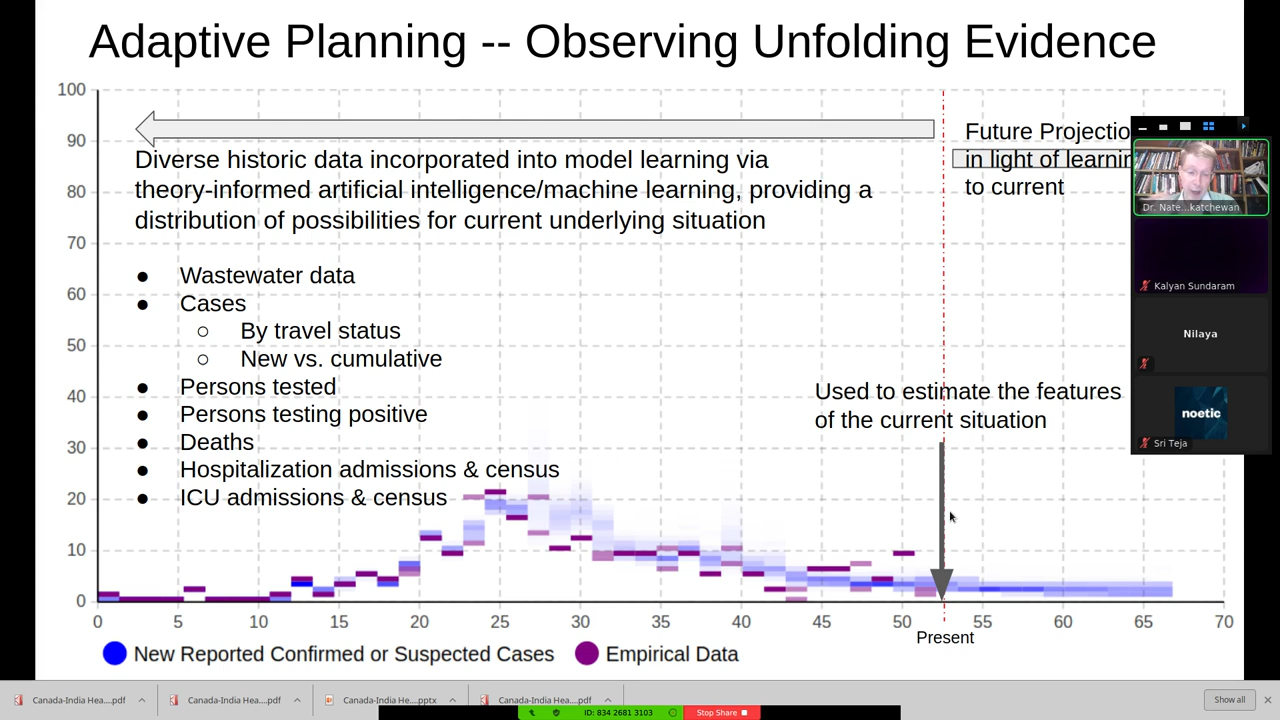 Adaptive Planning -- Observing Unfolding Evidence
100
90
80
70
60
50
40
30
20
10
0
Diverse historic data incorporated into model learning via
theory-informed artificial intelligence/machine learning, providing a
distribution of possibilities for current underlying situation
● Wastewater data
● Cases
○ By travel status
○ New vs. cumulative
● Persons tested
● Persons testing positive
● Deaths
● Hospitalization admissions & census
● ICU admissions & census
Future Projectio
in light of learnin
to current
Used to estimate the features
of the current situation
0 5 10 15 20 25 30 35 40 45 50 55 60 65 70
Present
New Reported Confirmed or Suspected Cases
Empirical Data
Dr. Nate...katchewan
Kalyan Sundaram
Nilaya
noetic
Sri Teja
Canada-India Hea....pdf
Canada-India Hea....pdf
Canada-India He....pptx
Canada-India Hea....pdf
Show all
ID: 834 2681 3103
Stop Share